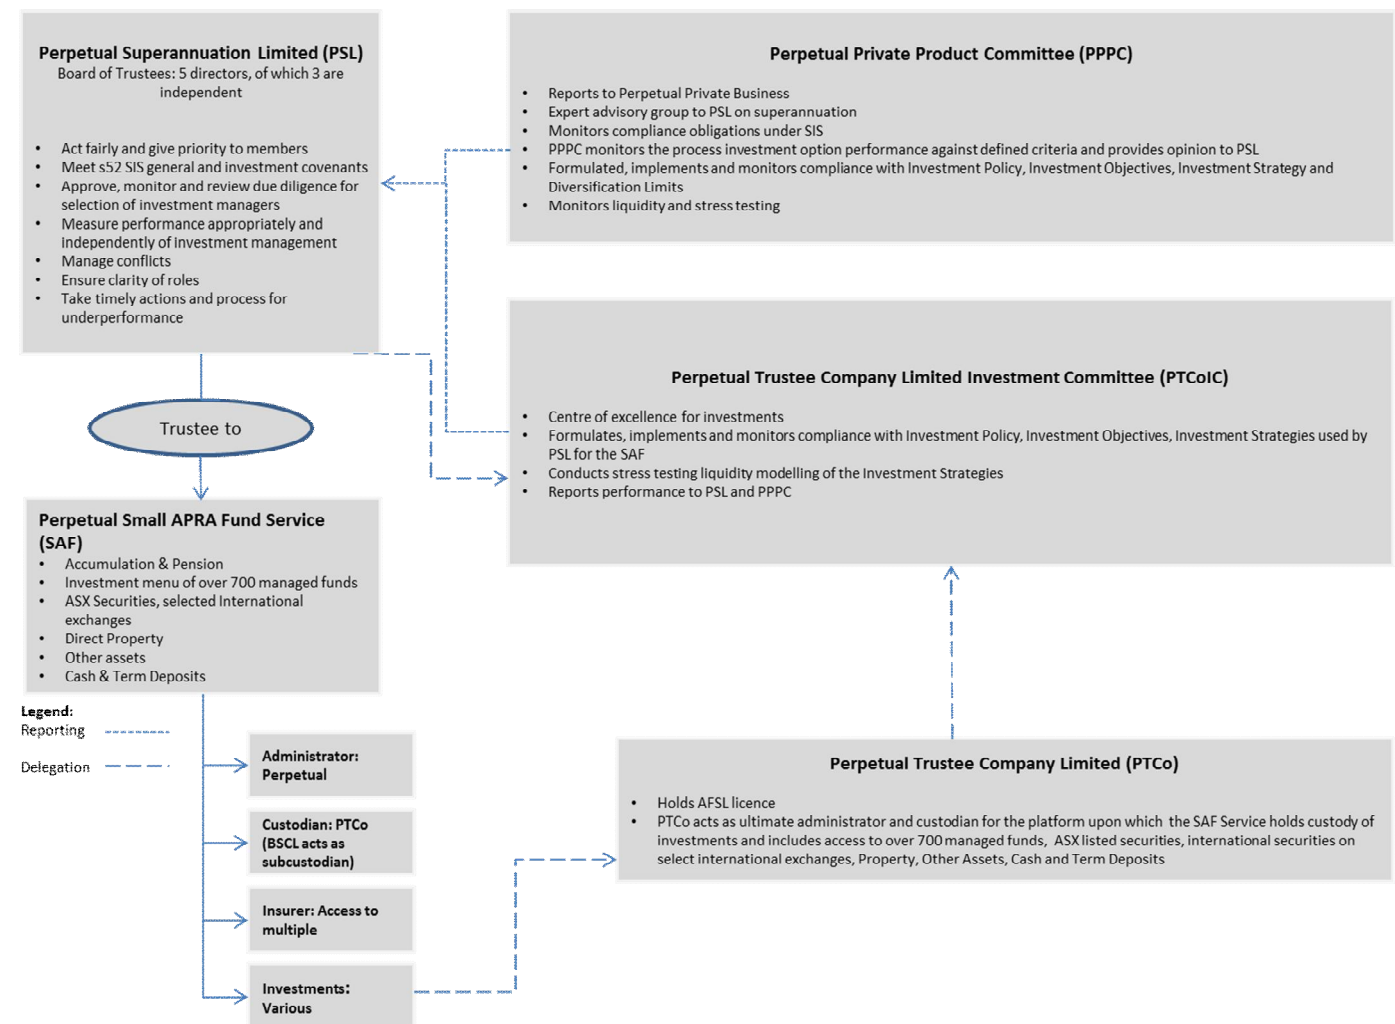 Perpetual Superannuation Limited (PSL)
Board of Trustees: 5 directors, of which 3 are
independent
• Act fairly and give priority to members
• Meet s52 SIS general and investment covenants
• Approve, monitor and review due diligence for
selection of investment managers
• Measure performance appropriately and
independently of investment management
• Manage conflicts
• Ensure clarity of roles
• Take timely actions and process for
underperformance
Perpetual Private Product Committee (PPPC)
• Reports to Perpetual Private Business
• Expert advisory group to PSL on superannuation
• Monitors compliance obligations under SIS
• PPPC monitors the process investment option performance against defined criteria and provides opinion to PSL
• Formulated, implements and monitors compliance with Investment Policy, Investment Objectives, Investment Strategy and
Diversification Limits
• Monitors liquidity and stress testing
Trustee to
Perpetual Trustee Company Limited Investment Committee (PTCoIC)
• Centre of excellence for investments
• Formulates, implements and monitors compliance with Investment Policy, Investment Objectives, Investment Strategies used by
PSL for the SAF
• Conducts stress testing liquidity modelling of the Investment Strategies
• Reports performance to PSL and PPPC
Perpetual Small APRA Fund Service
(SAF)
• Accumulation & Pension
• Investment menu of over 700 managed funds
• ASX Securities, selected International
exchanges
• Direct Property
• Other assets
• Cash & Term Deposits
Legend:
Reporting
Delegation
Administrator:
Perpetual
Custodian: PTCo
(BSCL acts as
subcustodian)
Insurer: Access to
multiple
Investments:
Various
Perpetual Trustee Company Limited (PTCo)
• Holds AFSL licence
• PTCo acts as ultimate administrator and custodian for the platform upon which the SAF Service holds custody of
investments and includes access to over 700 managed funds, ASX listed securities, international securities on
select international exchanges, Property, Other Assets, Cash and Term Deposits